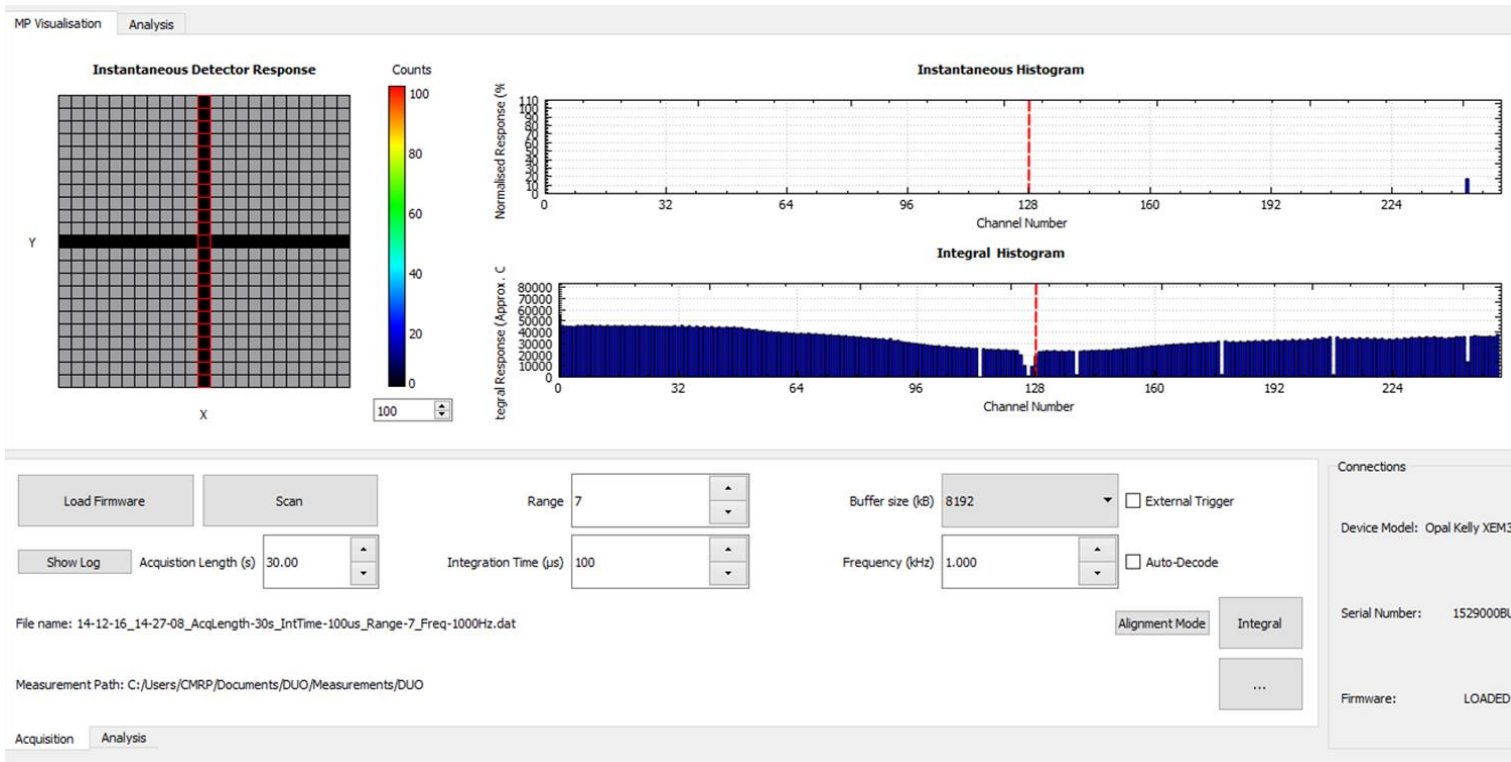 MP Visualisation Analysis
Instantaneous Detector Response
Counts
100
80
60
40
20
0
Y
X
100
Instantaneous Histogram
Normalised Response (%
110
100
90
80
70
60
50
40
30
20
10
0
0 32 64 96 128 160 192 224
Channel Number
Integral Histogram
tegral Response (Approx. C
80000
70000
60000
50000
40000
30000
20000
10000
0
0 32 64 96 128 160 192 224
Channel Number
Load Firmware Scan Range 7 Buffer size (kB) 8192 External Trigger
Show Log Acquistion Length (s) 30.00 Integration Time (µs) 100 Frequency (kHz) 1.000 Auto-Decode
File name: 14-12-16_14-27-08_AcqLength-30s_IntTime-100us_Range-7_Freq-1000Hz.dat
Alignment Mode Integral
Measurement Path: C:/Users/CMRP/Documents/DUO/Measurements/DUO
...
Acquisition Analysis
Connections
Device Model: Opal Kelly XEM3
Serial Number: 1529000BU
Firmware: LOADED